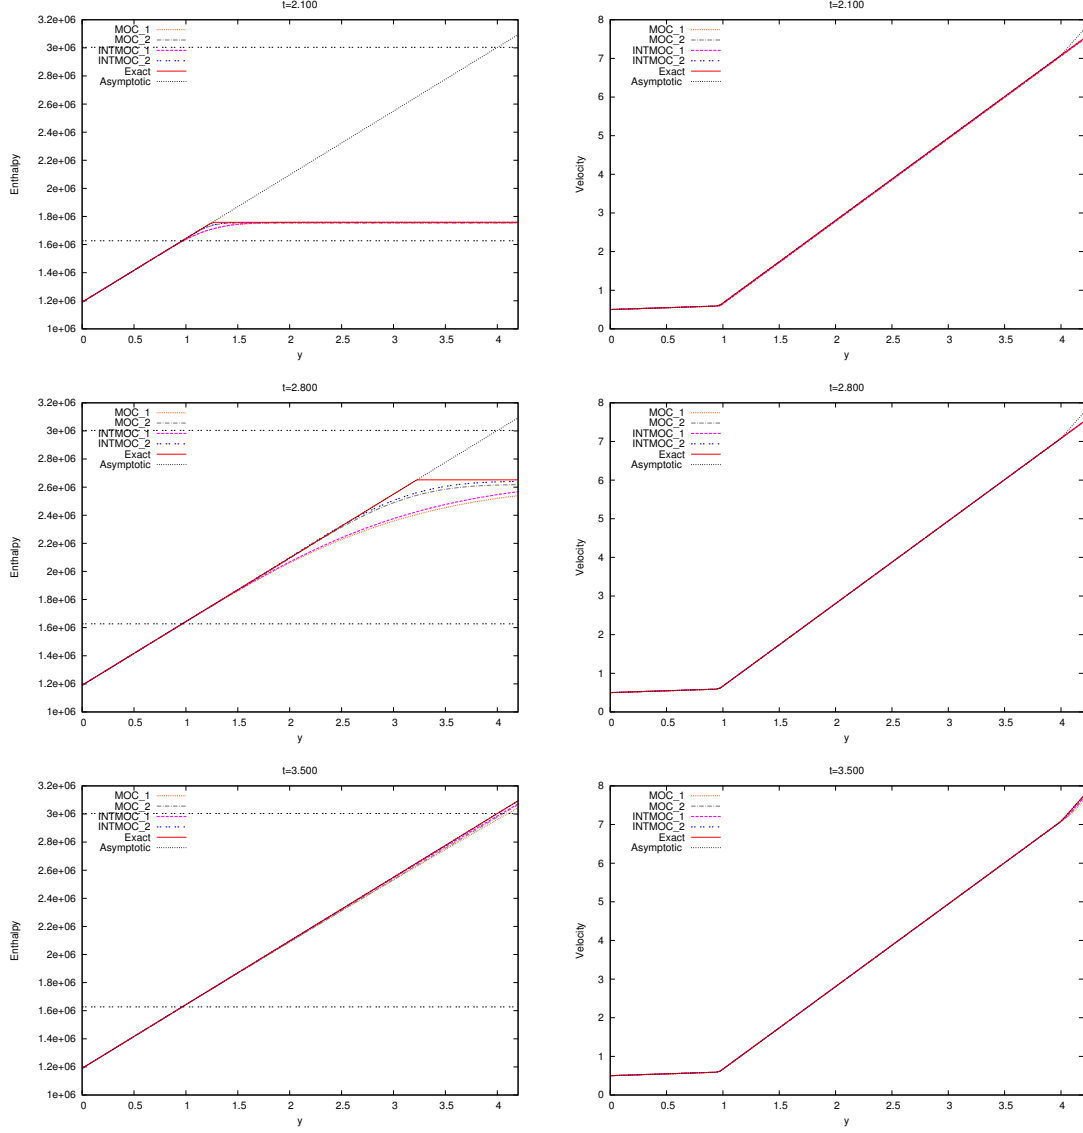 t=2.100
3.2e+06
3e+06
2.8e+06
2.6e+06
2.4e+06
2.2e+06
2e+06
1.8e+06
1.6e+06
1.4e+06
1.2e+06
1e+06
Enthalpy
MOC_1
MOC_2
INTMOC_1
INTMOC_2
Exact
Asymptotic
0 0.5 1 1.5 2 2.5 3 3.5 4
y
t=2.100
8
7
6
5
4
3
2
1
0
Velocity
MOC_1
MOC_2
INTMOC_1
INTMOC_2
Exact
Asymptotic
0 0.5 1 1.5 2 2.5 3 3.5 4
y
t=2.800
3.2e+06
3e+06
2.8e+06
2.6e+06
2.4e+06
2.2e+06
2e+06
1.8e+06
1.6e+06
1.4e+06
1.2e+06
1e+06
Enthalpy
MOC_1
MOC_2
INTMOC_1
INTMOC_2
Exact
Asymptotic
0 0.5 1 1.5 2 2.5 3 3.5 4
y
t=2.800
8
7
6
5
4
3
2
1
0
Velocity
MOC_1
MOC_2
INTMOC_1
INTMOC_2
Exact
Asymptotic
0 0.5 1 1.5 2 2.5 3 3.5 4
y
t=3.500
3.2e+06
3e+06
2.8e+06
2.6e+06
2.4e+06
2.2e+06
2e+06
1.8e+06
1.6e+06
1.4e+06
1.2e+06
1e+06
Enthalpy
MOC_1
MOC_2
INTMOC_1
INTMOC_2
Exact
Asymptotic
0 0.5 1 1.5 2 2.5 3 3.5 4
y
t=3.500
8
7
6
5
4
3
2
1
0
Velocity
MOC_1
MOC_2
INTMOC_1
INTMOC_2
Exact
Asymptotic
0 0.5 1 1.5 2 2.5 3 3.5 4
y